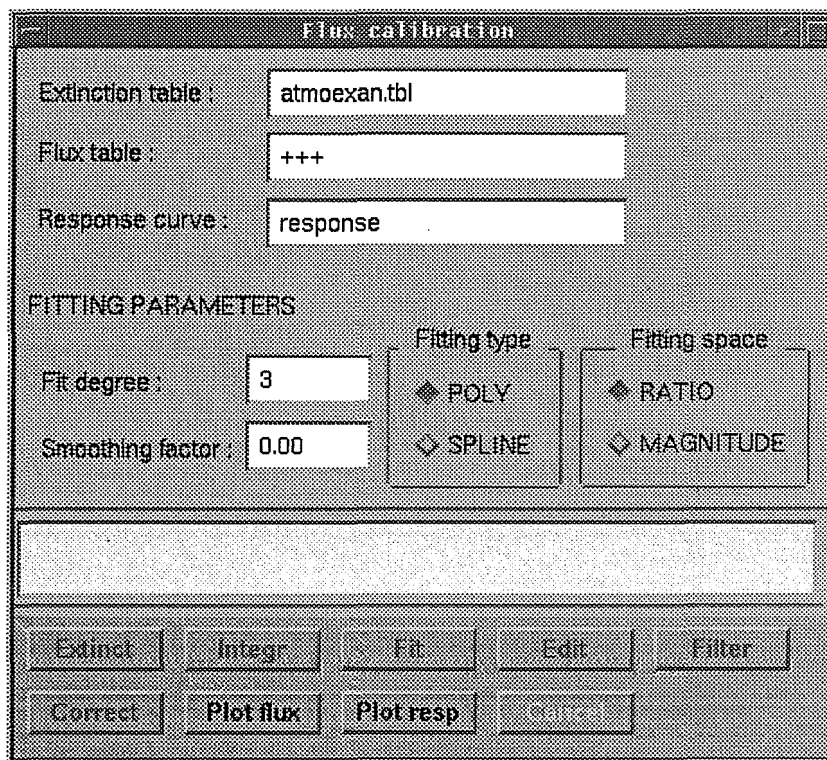 Flux calibration
Extinction table : atmoexan.tbl
Flux table : +++
Response curve : response
FITTING PARAMETERS
Fitting type
Fitting space
Fit degree : 3
POLY
RATIO
Smoothing factor : 0.00
SPLINE
MAGNITUDE
Extinct Integr Fit Edit Filter
Correct Plot flux Plot resp